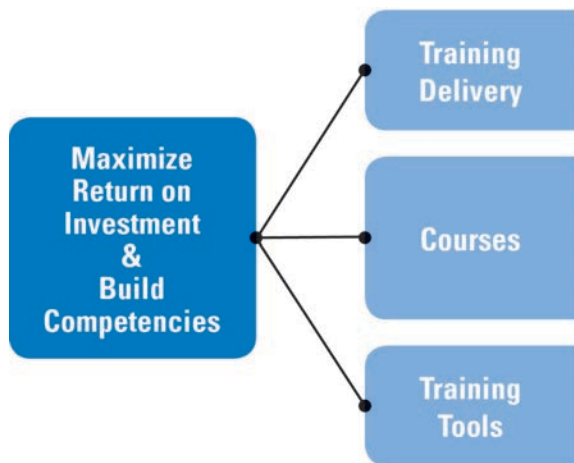 Maximize
Return on
Investment
&
Build
Competencies
Training
Delivery
Courses
Training
Tools